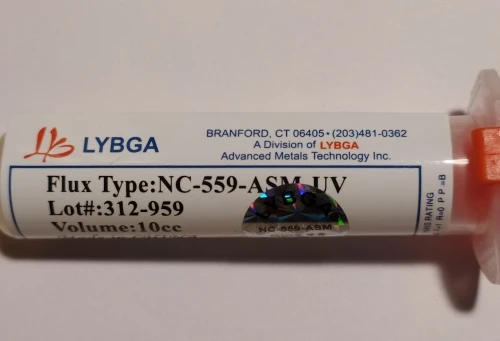 LYBGA
BRANFORD, CT 06405 • (203)481-0362
A Division of LYBGA
Advanced Metals Technology Inc.
Flux Type:NC-559-ASM-UV
Lot#:312-959
Volume:10cc
NC-559-ASM
RATING